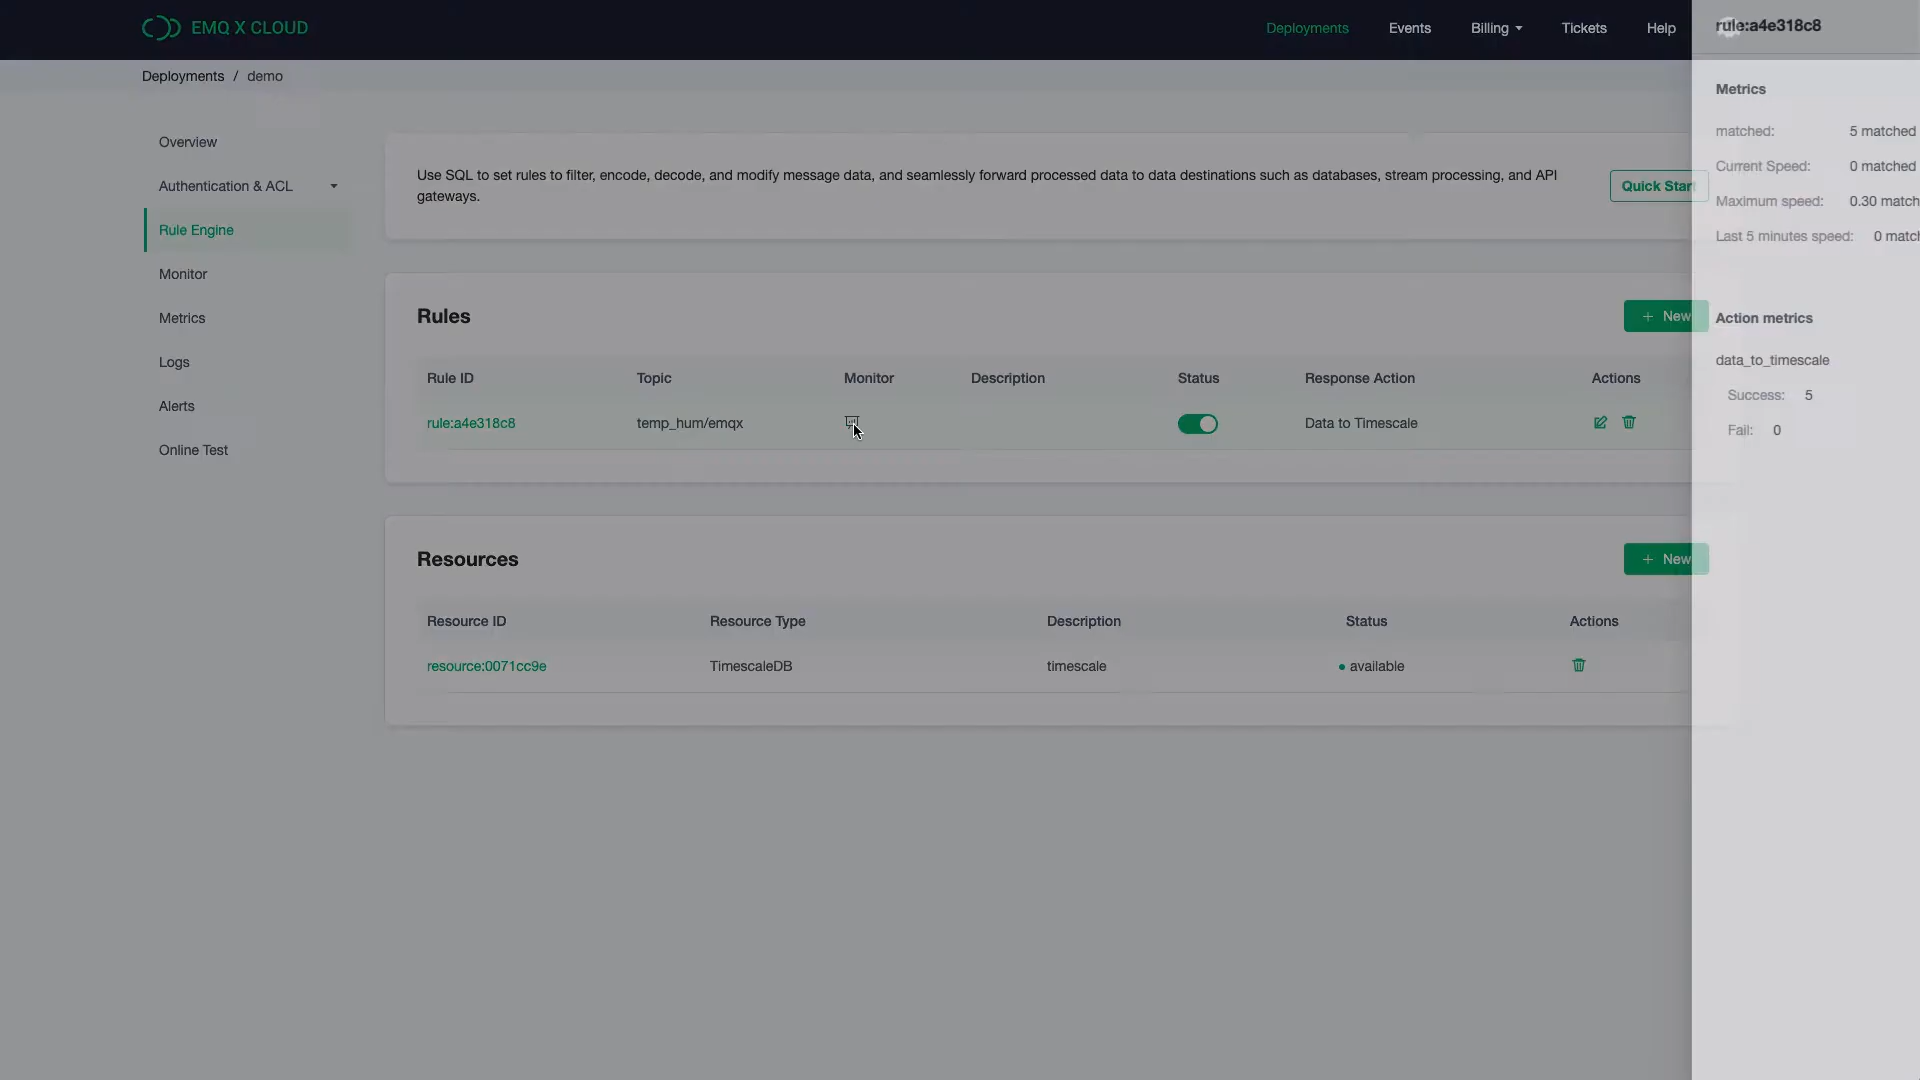 EMQ X CLOUD
Deployments Events Billing Tickets Help
Deployments / demo
Overview
Authentication & ACL
Rule Engine
Monitor
Metrics
Logs
Alerts
Online Test
Use SQL to set rules to filter, encode, decode, and modify message data, and seamlessly forward processed data to data destinations such as databases, stream processing, and API
gateways.
Quick Start
Rules
+ New
Rule ID Topic Monitor Description Status Response Action Actions
rule:a4e318c8 temp_hum/emqx Data to Timescale
Resources
+ New
Resource ID Resource Type Description Status Actions
resource:0071cc9e TimescaleDB timescale available
rule:a4e318c8
Metrics
matched: 5 matched
Current Speed: 0 matched
Maximum speed: 0.30 match
Last 5 minutes speed: 0 match
Action metrics
data_to_timescale
Success: 5
Fail: 0